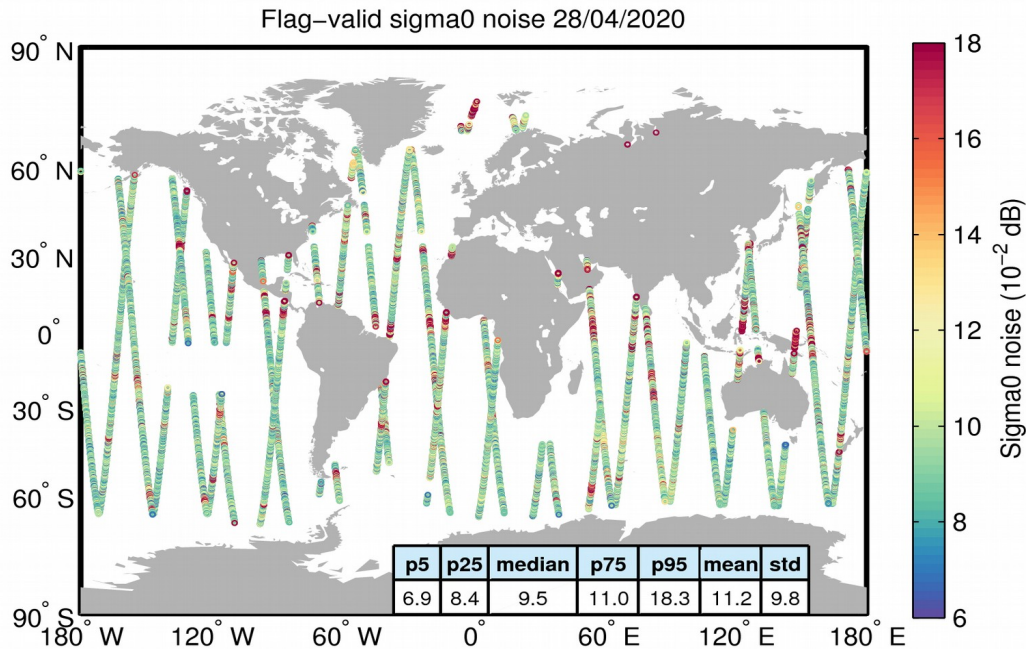 Flag−valid sigma0 noise 28/04/2020
90° N
60° N
30° N
0°
30° S
60° S
90° S
180° W
120° W
60° W
0°
60° E
120° E
180° E
p5 p25 median p75 p95 mean std
6.9 8.4 9.5 11.0 18.3 11.2 9.8
18
16
14
12
10
8
6
Sigma0 noise (10⁻² dB)